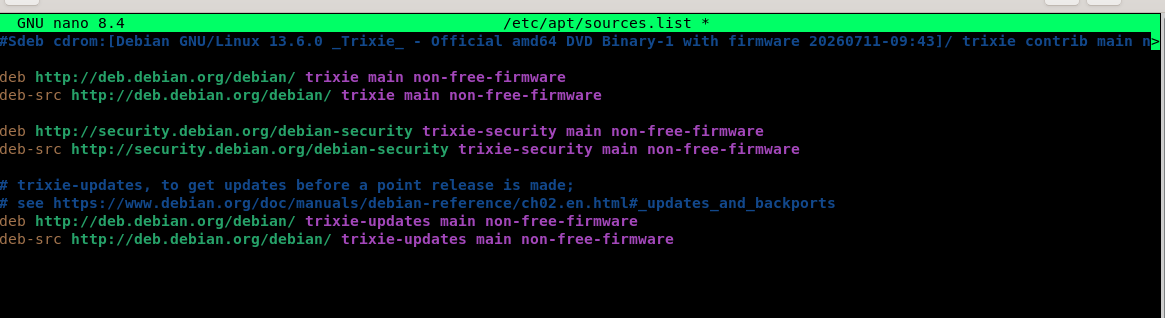 GNU nano 8.4 /etc/apt/sources.list *
#Sdeb cdrom:[Debian GNU/Linux 13.6.0 _Trixie_ - Official amd64 DVD Binary-1 with firmware 20260711-09:43]/ trixie contrib main n>
deb http://deb.debian.org/debian/ trixie main non-free-firmware
deb-src http://deb.debian.org/debian/ trixie main non-free-firmware
deb http://security.debian.org/debian-security trixie-security main non-free-firmware
deb-src http://security.debian.org/debian-security trixie-security main non-free-firmware
# trixie-updates, to get updates before a point release is made;
# see https://www.debian.org/doc/manuals/debian-reference/ch02.en.html#_updates_and_backports
deb http://deb.debian.org/debian/ trixie-updates main non-free-firmware
deb-src http://deb.debian.org/debian/ trixie-updates main non-free-firmware